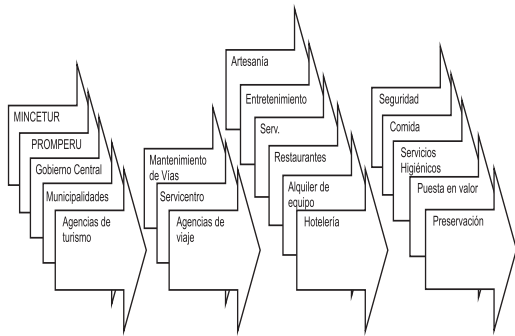 MINCETUR
PROMPERU
Gobierno Central
Municipalidades
Agencias de
turismo
Mantenimiento
de Vías
Servicentro
Agencias de
viaje
Artesanía
Entretenimiento
Serv.
Restaurantes
Alquiler de
equipo
Hotelería
Seguridad
Comida
Servicios
Higiénicos
Puesta en valor
Preservación